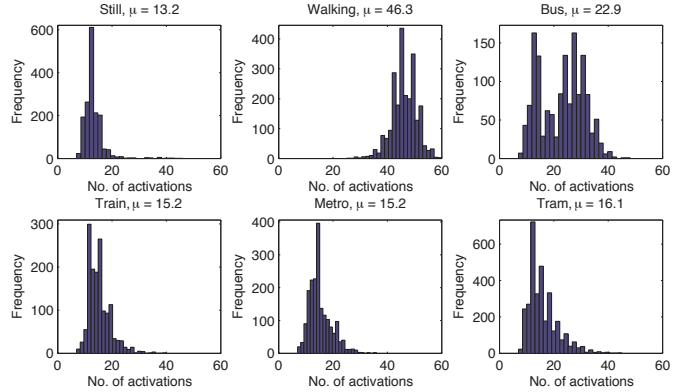 Still, μ = 13.2
Frequency
600
400
200
0
0 20 40 60
No. of activations
Walking, μ = 46.3
Frequency
400
300
200
100
0
0 20 40 60
No. of activations
Bus, μ = 22.9
Frequency
150
100
50
0
0 20 40 60
No. of activations
Train, μ = 15.2
Frequency
300
200
100
0
0 20 40 60
No. of activations
Metro, μ = 15.2
Frequency
400
300
200
100
0
0 20 40 60
No. of activations
Tram, μ = 16.1
Frequency
600
400
200
0
0 20 40 60
No. of activations